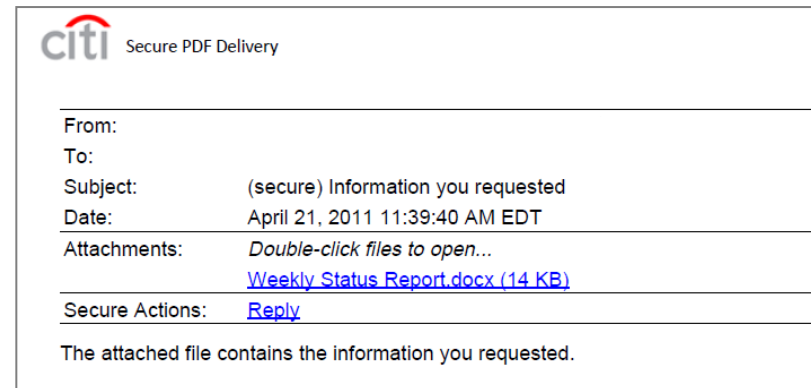 citi Secure PDF Delivery
From:
To:
Subject: (secure) Information you requested
Date: April 21, 2011 11:39:40 AM EDT
Attachments: Double-click files to open...
Weekly Status Report.docx (14 KB)
Secure Actions: Reply
The attached file contains the information you requested.